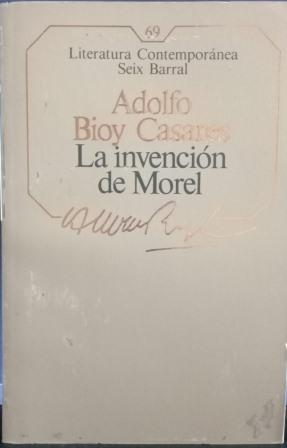 69
Literatura Contemporánea
Seix Barral
Adolfo
Bioy Casares
La invención
de Morel